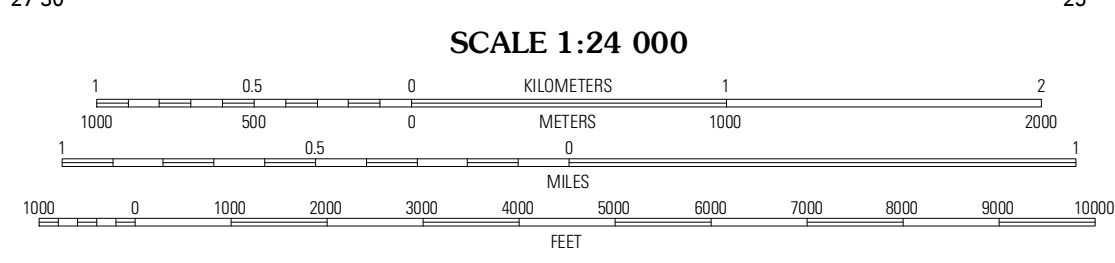 27'30"
25'
SCALE 1:24 000
1 0.5 0 KILOMETERS 1 2
1000 500 0 METERS 1000 2000
1 0.5 0 1
MILES
1000 0 1000 2000 3000 4000 5000 6000 7000 8000 9000 10000
FEET